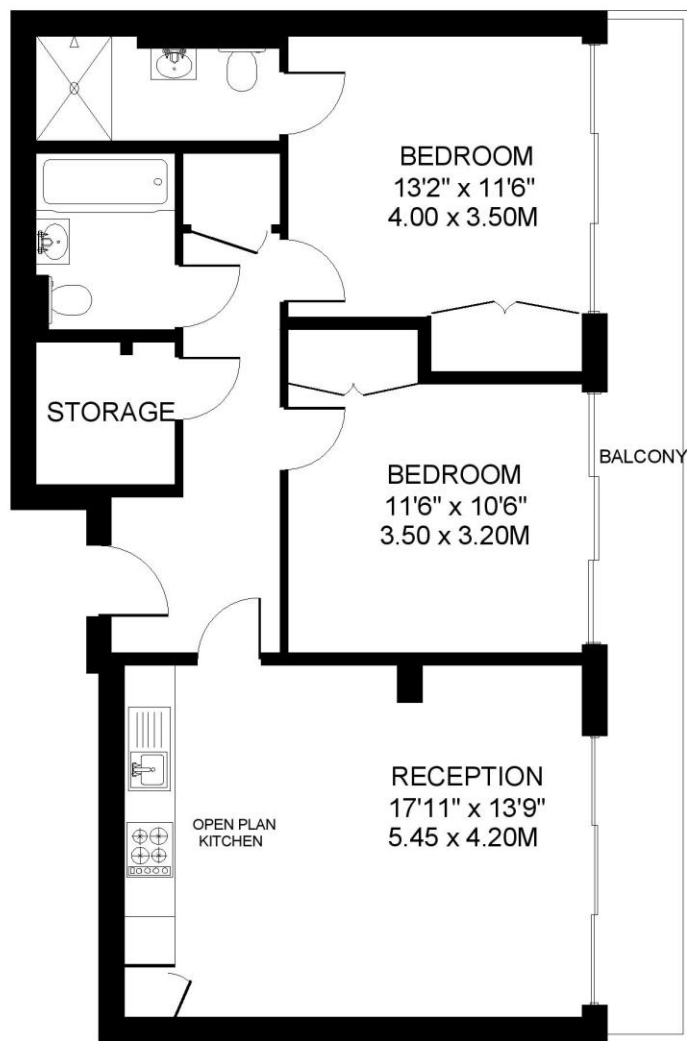 BEDROOM
13'2" x 11'6"
4.00 x 3.50M
STORAGE
BEDROOM
11'6" x 10'6"
3.50 x 3.20M
BALCONY
RECEPTION
17'11" x 13'9"
5.45 x 4.20M
OPEN PLAN
KITCHEN